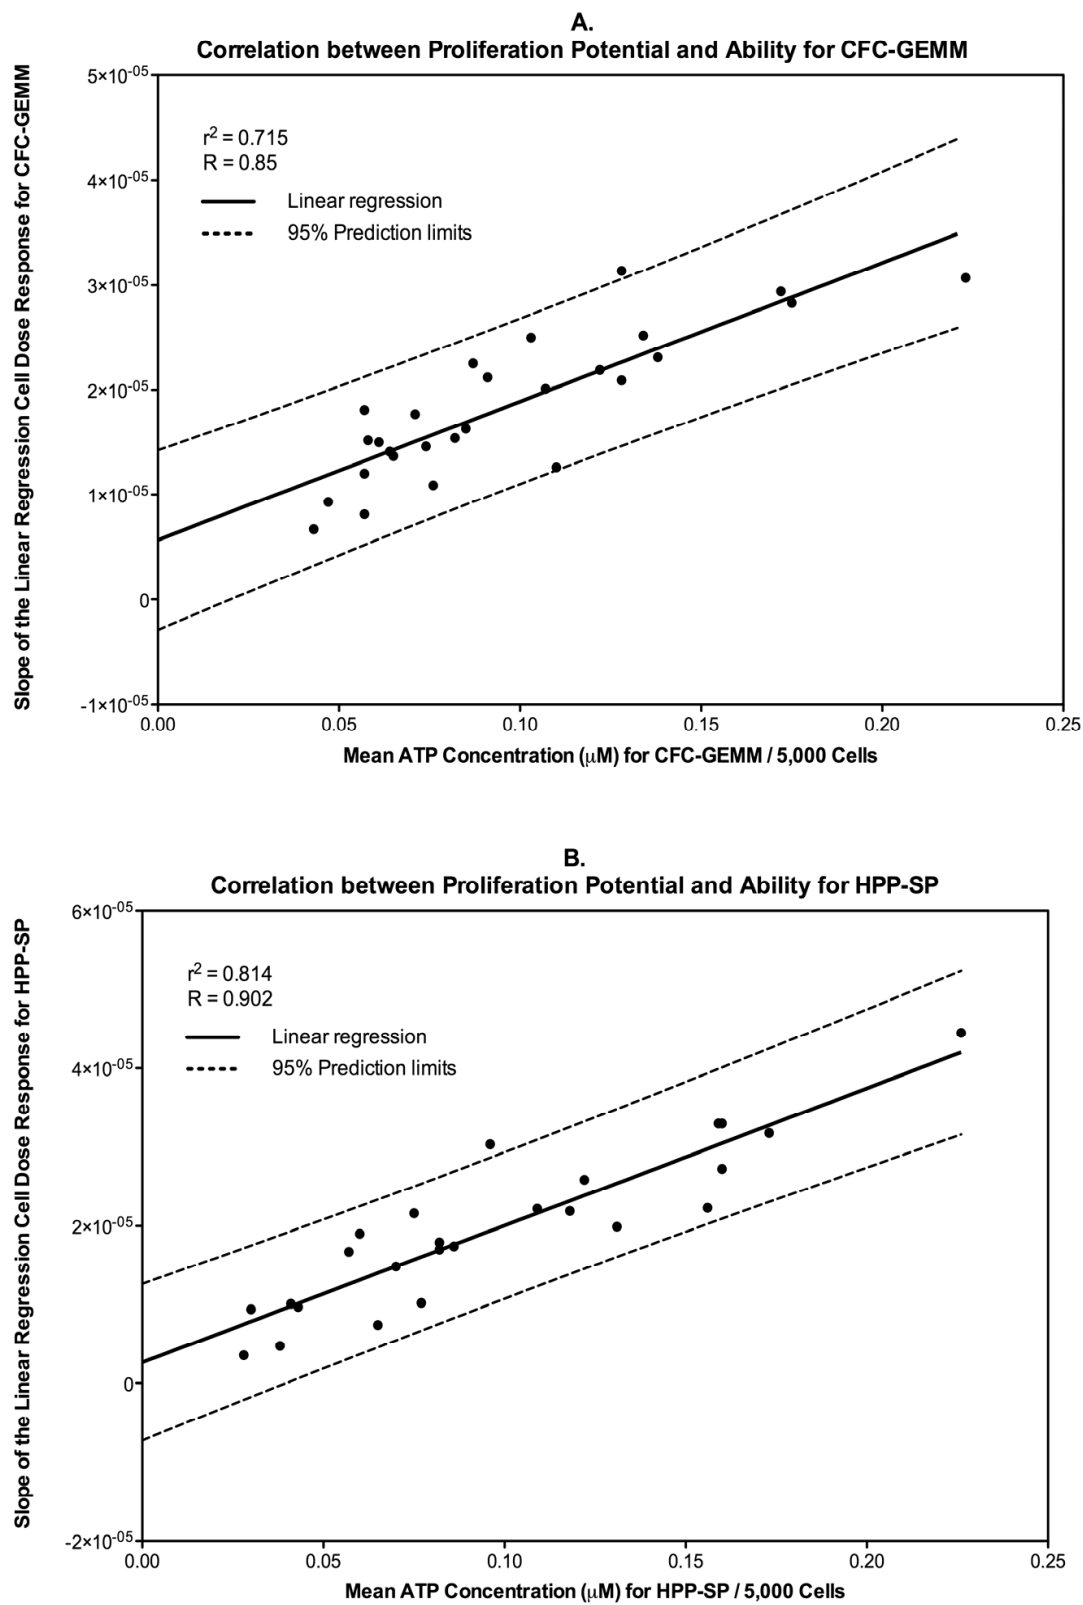 A.
Correlation between Proliferation Potential and Ability for CFC-GEMM
Slope of the Linear Regression Cell Dose Response for CFC-GEMM
5×10⁻⁰⁵
4×10⁻⁰⁵
3×10⁻⁰⁵
2×10⁻⁰⁵
1×10⁻⁰⁵
0
-1×10⁻⁰⁵
r² = 0.715
R = 0.85
Linear regression
95% Prediction limits
0.00 0.05 0.10 0.15 0.20 0.25
Mean ATP Concentration (μM) for CFC-GEMM / 5,000 Cells
B.
Correlation between Proliferation Potential and Ability for HPP-SP
Slope of the Linear Regression Cell Dose Response for HPP-SP
6×10⁻⁰⁵
4×10⁻⁰⁵
2×10⁻⁰⁵
0
-2×10⁻⁰⁵
r² = 0.814
R = 0.902
Linear regression
95% Prediction limits
0.00 0.05 0.10 0.15 0.20 0.25
Mean ATP Concentration (μM) for HPP-SP / 5,000 Cells